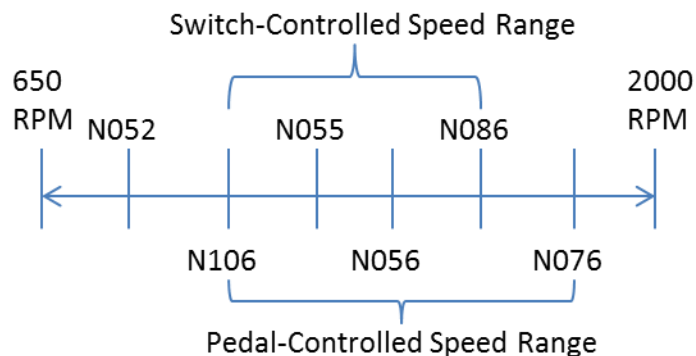 Switch-Controlled Speed Range
650
RPM
2000
RPM
N052
N055
N086
N106
N056
N076
Pedal-Controlled Speed Range